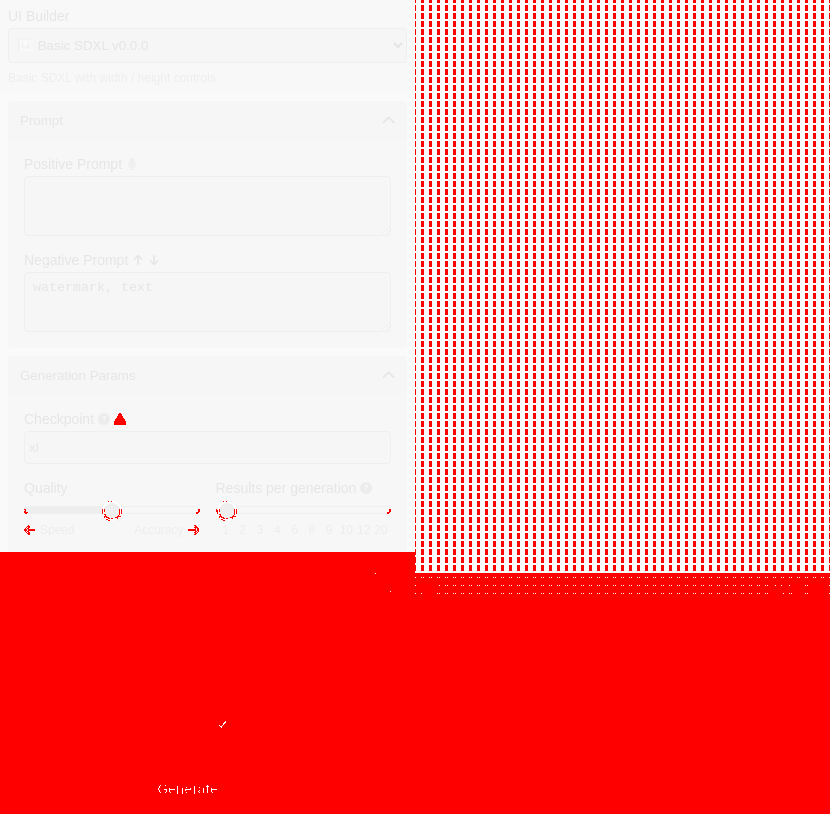 UI Builder
Basic SDXL v0.0.0
Basic SDXL with width / height controls
Prompt
Positive Prompt
Negative Prompt
watermark, text
Generation Params
Checkpoint
xl
Quality Results per generation
Speed Accuracy 1 2 3 4 6 8 9 10 12 20
Generate